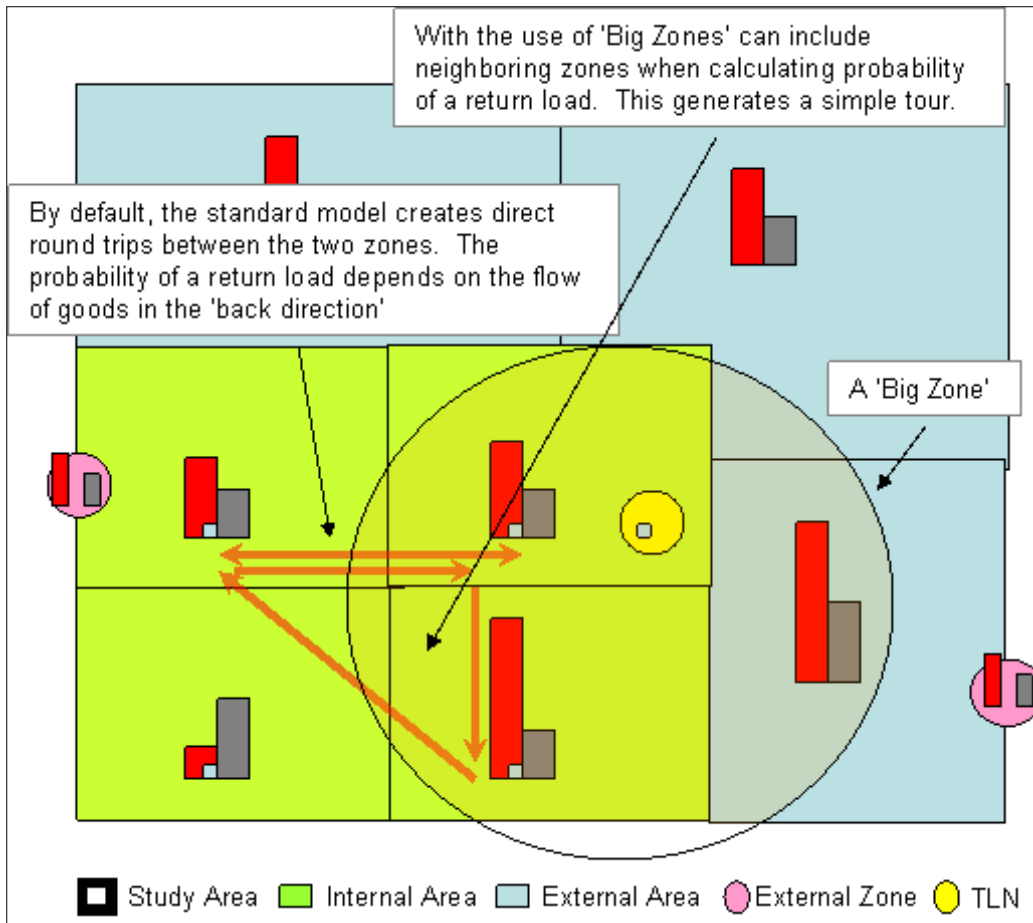 With the use of 'Big Zones' can include
neighboring zones when calculating probability
of a return load.  This generates a simple tour.
By default, the standard model creates direct
round trips between the two zones.  The
probability of a return load depends on the flow
of goods in the 'back direction'
A 'Big Zone'
Study Area
Internal Area
External Area
External Zone
TLN